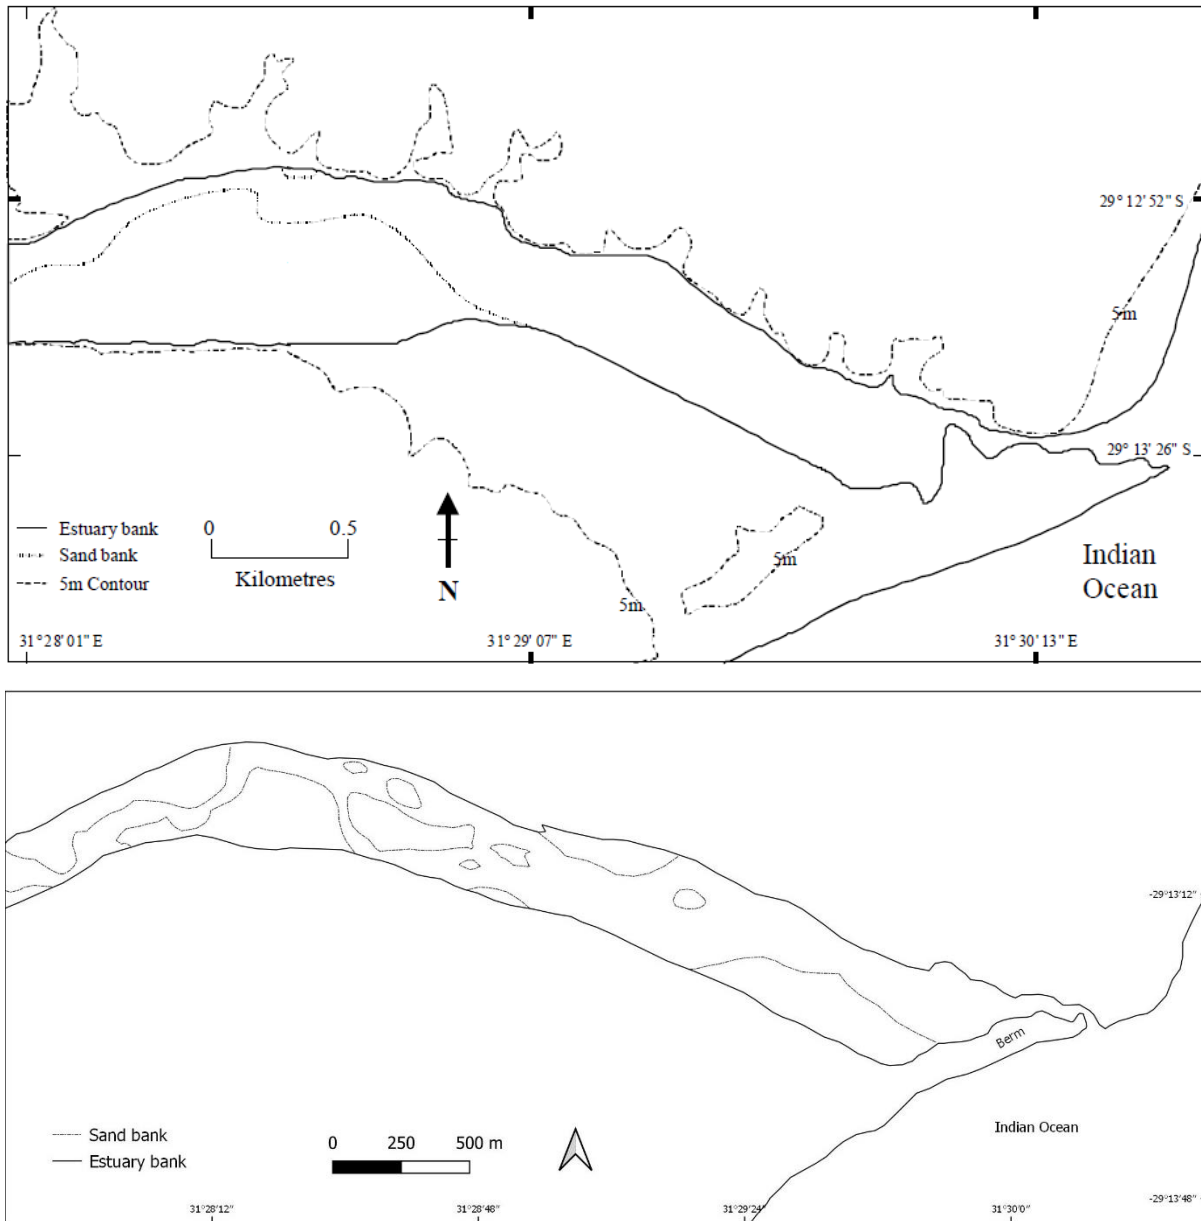 29° 12' 52" S
5m
29° 13' 26" S
Estuary bank
0 0.5
Sand bank
5m Contour
Kilometres
N
5m
5m
Indian
Ocean
31°28' 01" E
31°29' 07" E
31°30' 13" E
-29°13'12"
Berm
Sand bank
Estuary bank
0 250 500 m
Indian Ocean
-29°13'48"
31°28'12"
31°28'48"
31°29'24"
31°30'0"